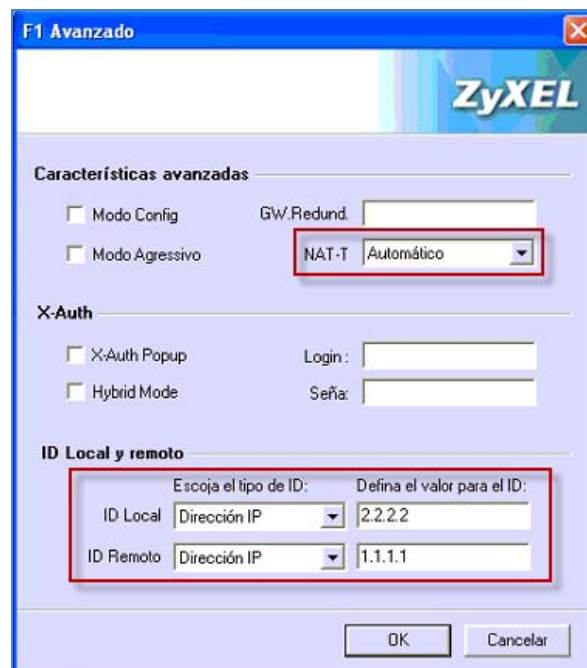 F1 Avanzado
ZyXEL
Características avanzadas
Modo Config GW.Redund.
Modo Agressivo NAT-T Automático
X-Auth
X-Auth Popup Login :
Hybrid Mode Seña:
ID Local y remoto
Escoja el tipo de ID: Defina el valor para el ID:
ID Local Dirección IP 2.2.2.2
ID Remoto Dirección IP 1.1.1.1
OK Cancelar